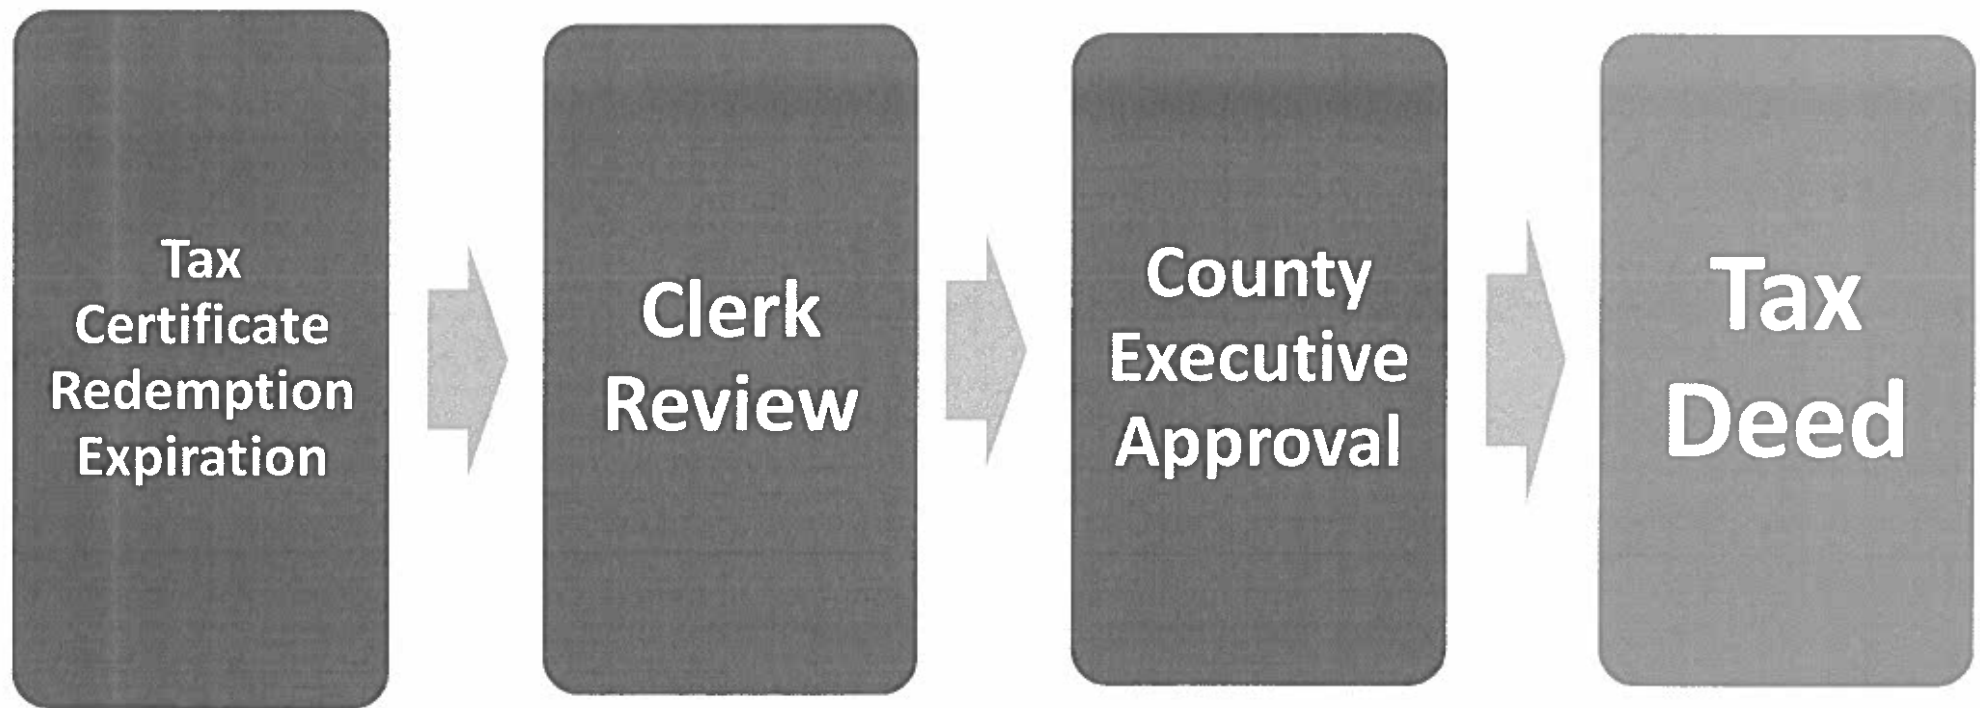 Tax
Certificate
Redemption
Expiration
Clerk
Review
County
Executive
Approval
Tax
Deed